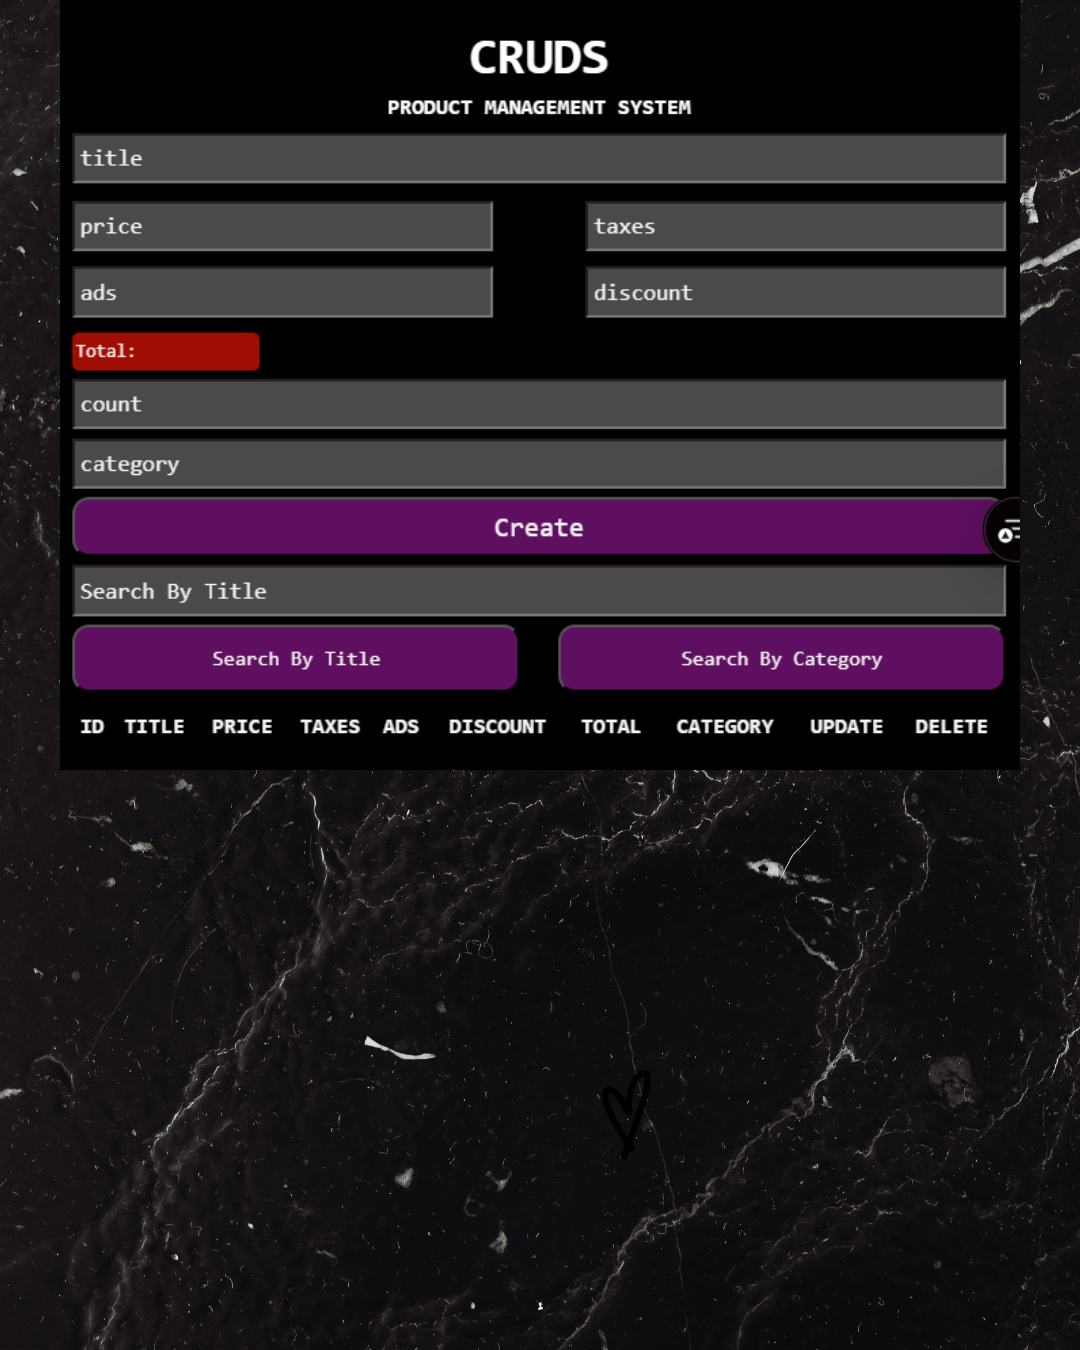 CRUDS
PRODUCT MANAGEMENT SYSTEM
title
price taxes
ads discount
Total:
count
category
Create
Search By Title
Search By Title Search By Category
ID TITLE PRICE TAXES ADS DISCOUNT TOTAL CATEGORY UPDATE DELETE